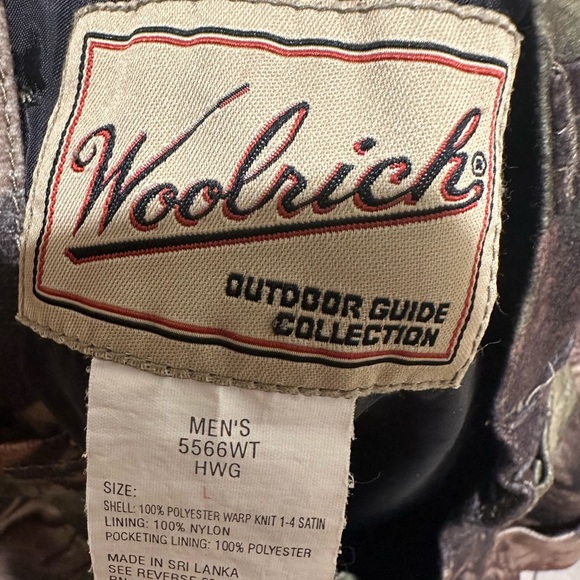 Woolrich®
OUTDOOR GUIDE
COLLECTION
MEN'S
5566WT
HWG
SIZE: L
SHELL: 100% POLYESTER WARP KNIT 1-4 SATIN
LINING: 100% NYLON
POCKETING LINING: 100% POLYESTER
MADE IN SRI LANKA
SEE REVERSE